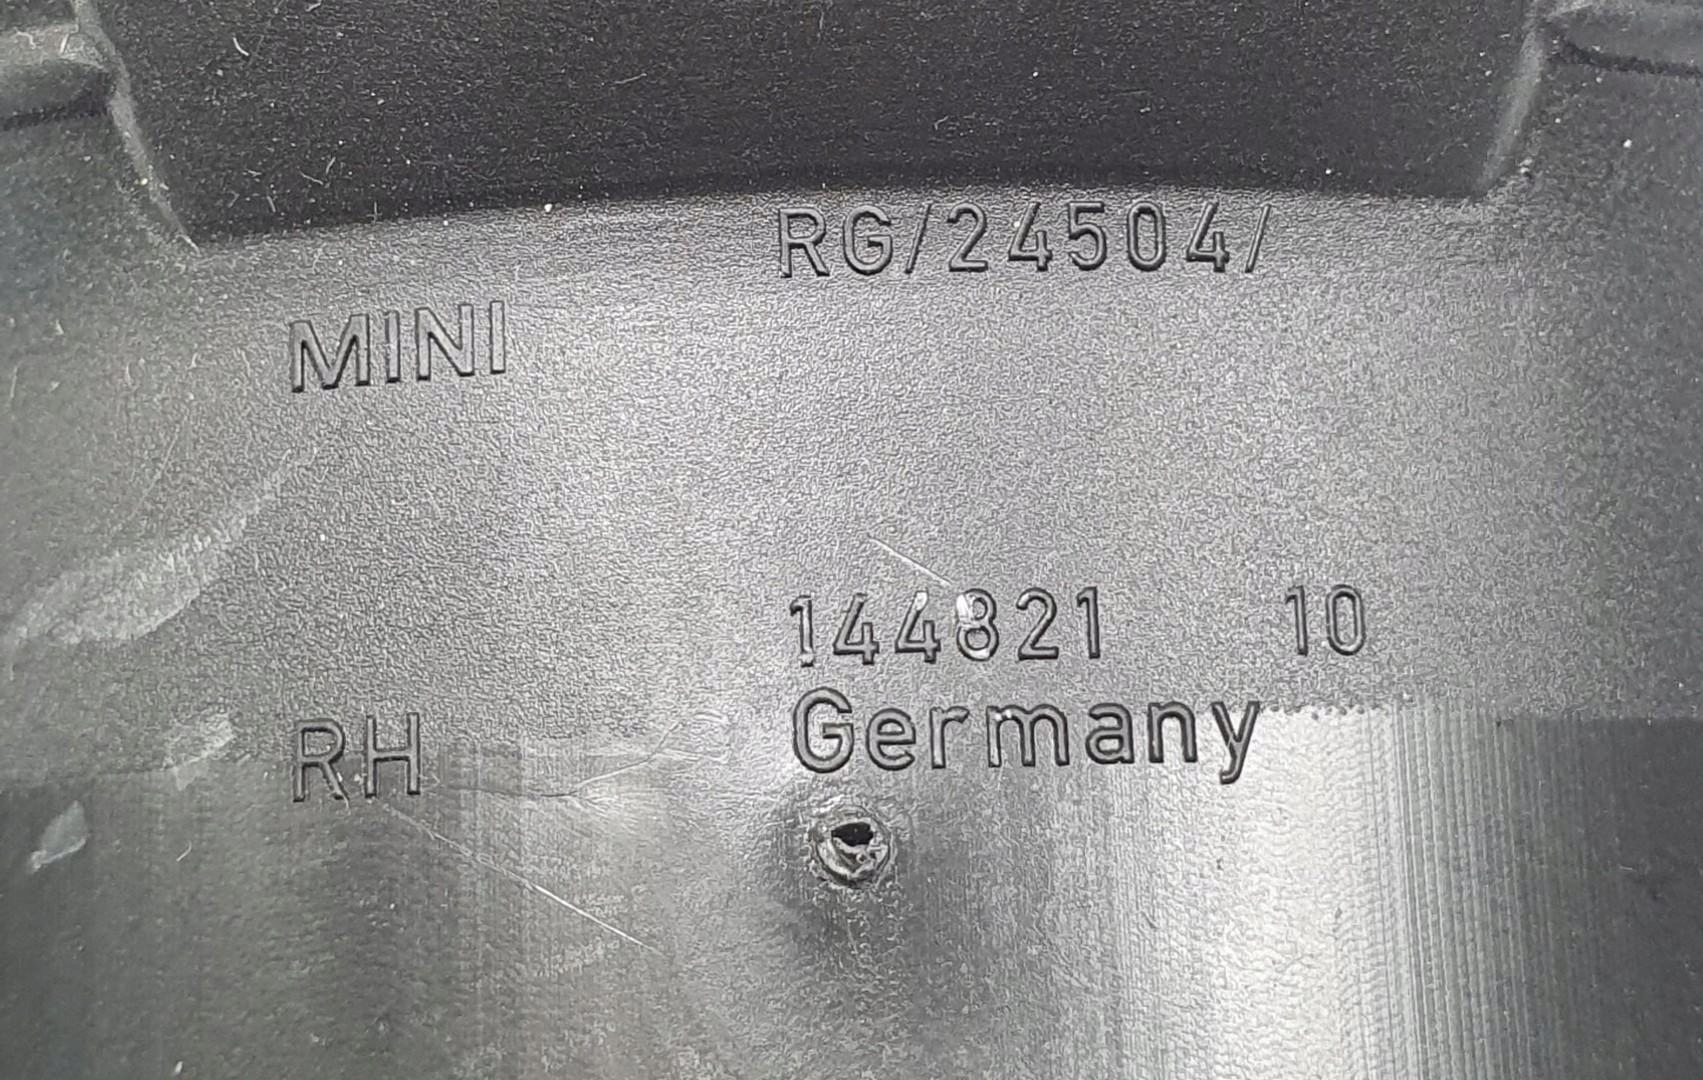 RG/24504/
MINI
144821 10
RH
Germany